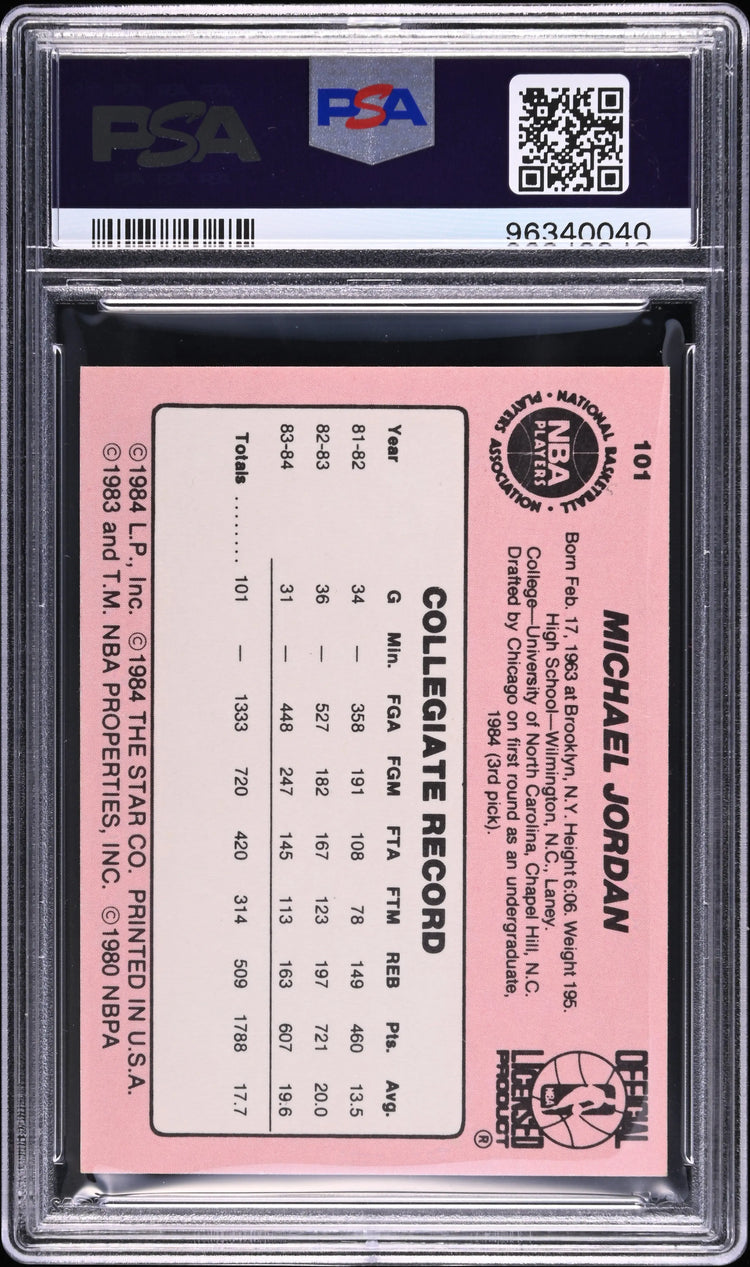 PSA
PSA
96340040
101
NATIONAL BASKETBALL
PLAYERS ASSOCIATION
NBA
PLAYERS
MICHAEL JORDAN
Born Feb. 17, 1963 at Brooklyn, N.Y. Height 6:06. Weight 195.
High School—Wilmington, N.C., Laney.
College—University of North Carolina, Chapel Hill, N.C.
Drafted by Chicago on first round as an undergraduate,
1984 (3rd pick).
OFFICIAL
NBA
LICENSED
PRODUCT ®
COLLEGIATE RECORD
Year G Min. FGA FGM FTA FTM REB Pts. Avg.
81-82 34 — 358 191 108 78 149 460 13.5
82-83 36 — 527 182 167 123 197 721 20.0
83-84 31 — 448 247 145 113 163 607 19.6
Totals ........ 101 — 1333 720 420 314 509 1788 17.7
©1984 L.P., Inc. ©1984 THE STAR CO. PRINTED IN U.S.A.
©1983 and T.M. NBA PROPERTIES, INC. ©1980 NBPA